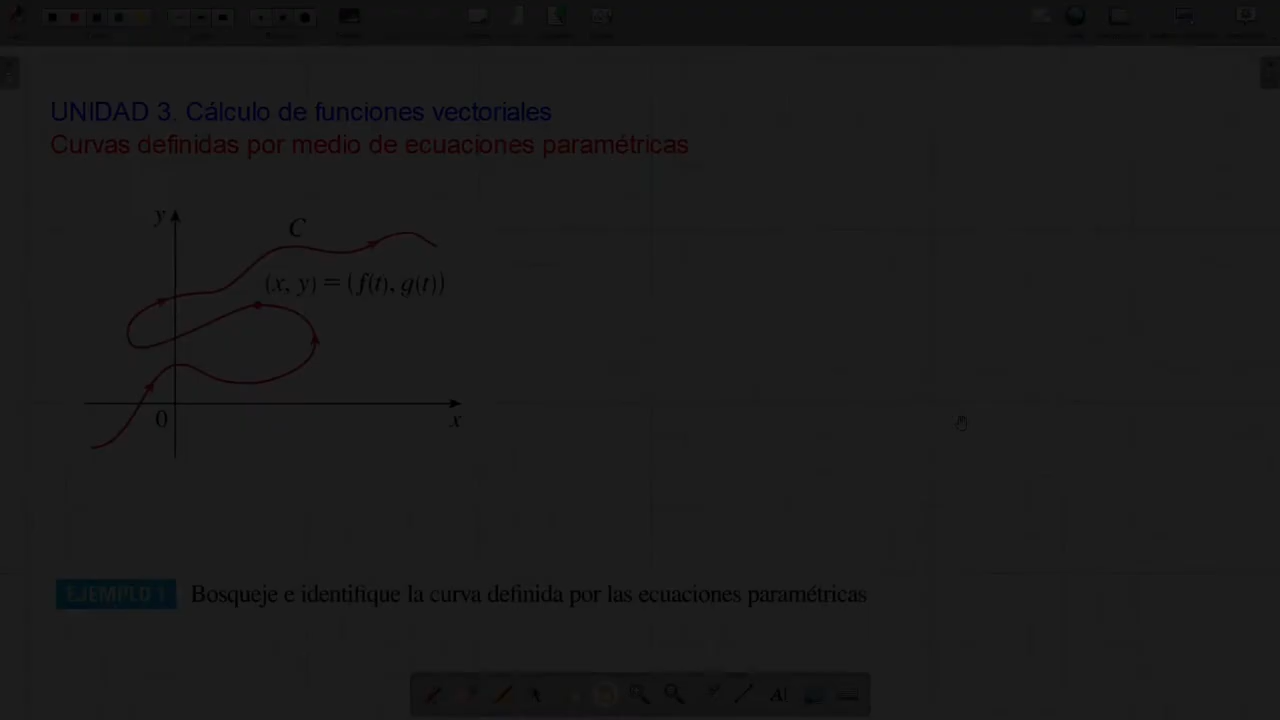 UNIDAD 3. Cálculo de funciones vectoriales
Curvas definidas por medio de ecuaciones paramétricas
y
C
(x, y) = (f(t), g(t))
0
x
EJEMPLO 1 Bosqueje e identifique la curva definida por las ecuaciones paramétricas